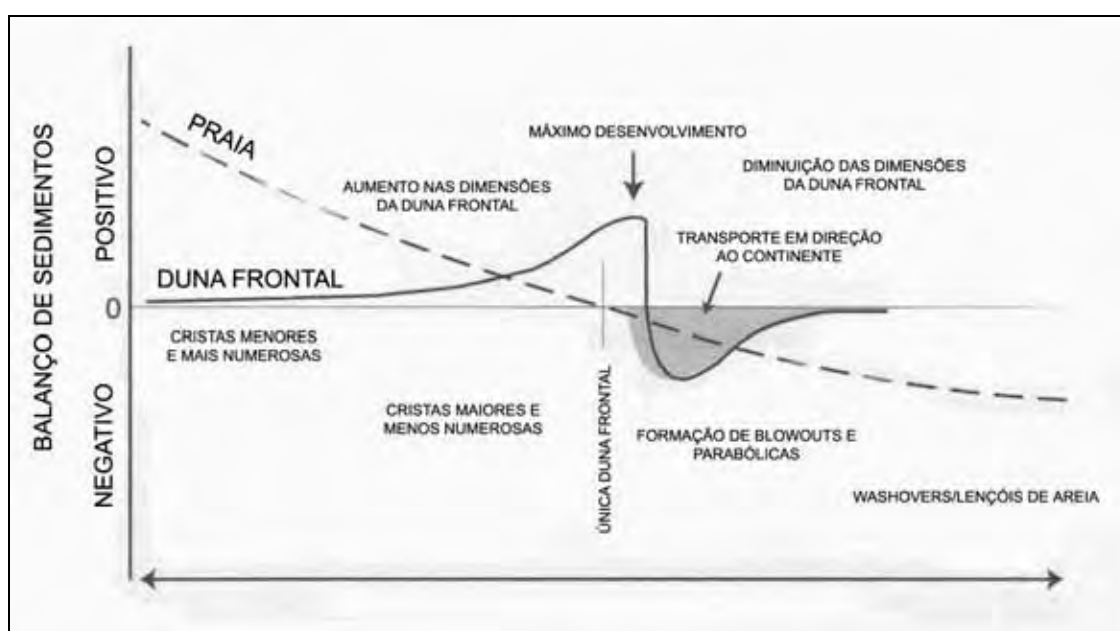 BALANÇO DE SEDIMENTOS
POSITIVO
0
NEGATIVO
PRAIA
MÁXIMO DESENVOLVIMENTO
AUMENTO NAS DIMENSÕES
DA DUNA FRONTAL
DIMINUIÇÃO DAS DIMENSÕES
DA DUNA FRONTAL
TRANSPORTE EM DIREÇÃO
AO CONTINENTE
DUNA FRONTAL
CRISTAS MENORES
E MAIS NUMEROSAS
CRISTAS MAIORES E
MENOS NUMEROSAS
ÚNICA DUNA FRONTAL
FORMAÇÃO DE BLOWOUTS E
PARABÓLICAS
WASHOVERS/LENÇÓIS DE AREIA